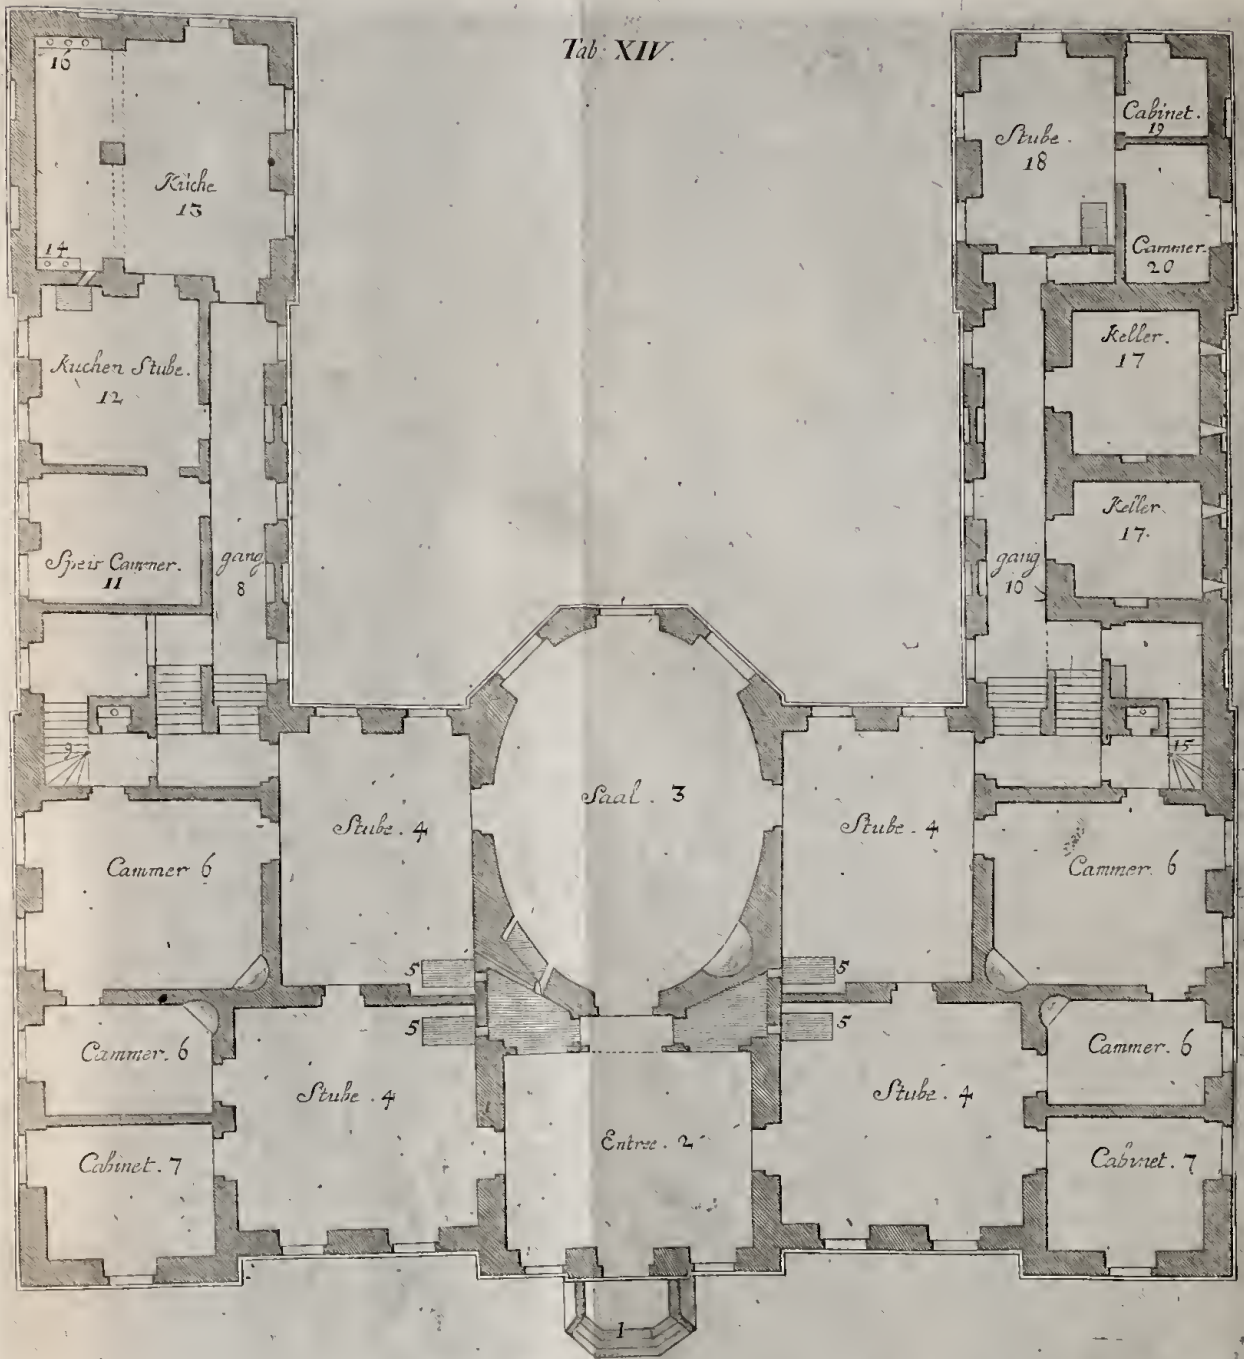 Tab: XIV.
16
Küche
13
14
Kuchen Stube.
12
Speis Cammer.
11
gang
8
9
Stube.
18
Cabinet.
19
Cammer.
20
Keller.
17
Keller.
17.
gang
10
15
Saal. 3
Stube. 4
Stube. 4
Cammer 6
Cammer. 6
5
5
5
5
Cammer. 6
Cammer. 6
Stube. 4
Stube. 4
Entree. 2
Cabinet. 7
Cabinet. 7
1